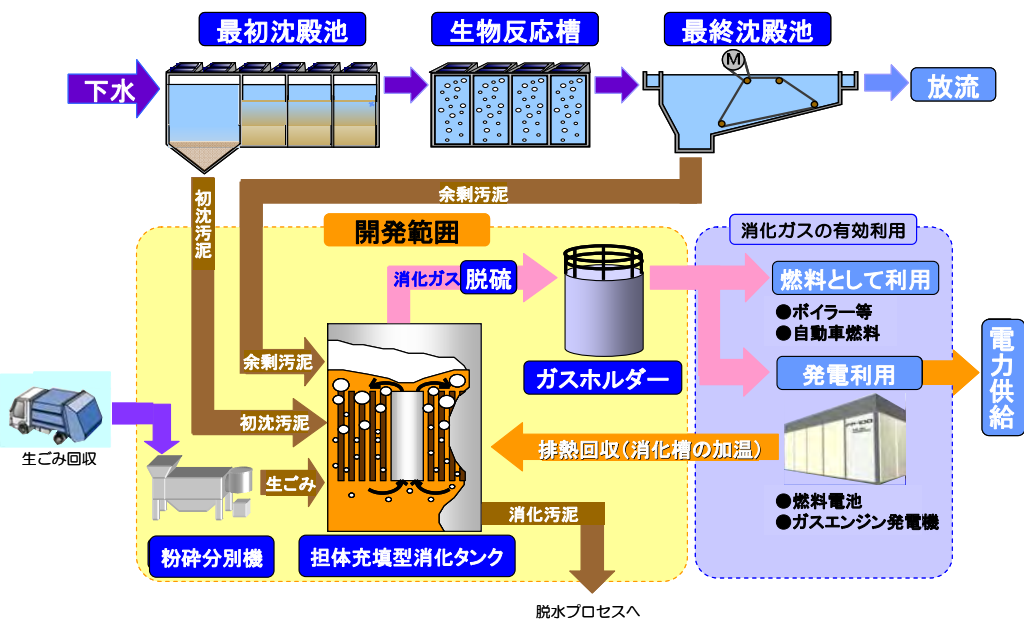 最初沈殿池
生物反応槽
最終沈殿池
M
下水
放流
初沈汚泥
余剰汚泥
開発範囲
消化ガスの有効利用
消化ガス
脱硫
燃料として利用
●ボイラー等
●自動車燃料
余剰汚泥
ガスホルダー
発電利用
電力供給
初沈汚泥
生ごみ回収
排熱回収(消化槽の加温)
生ごみ
●燃料電池
●ガスエンジン発電機
消化汚泥
粉砕分別機
担体充填型消化タンク
脱水プロセスへ